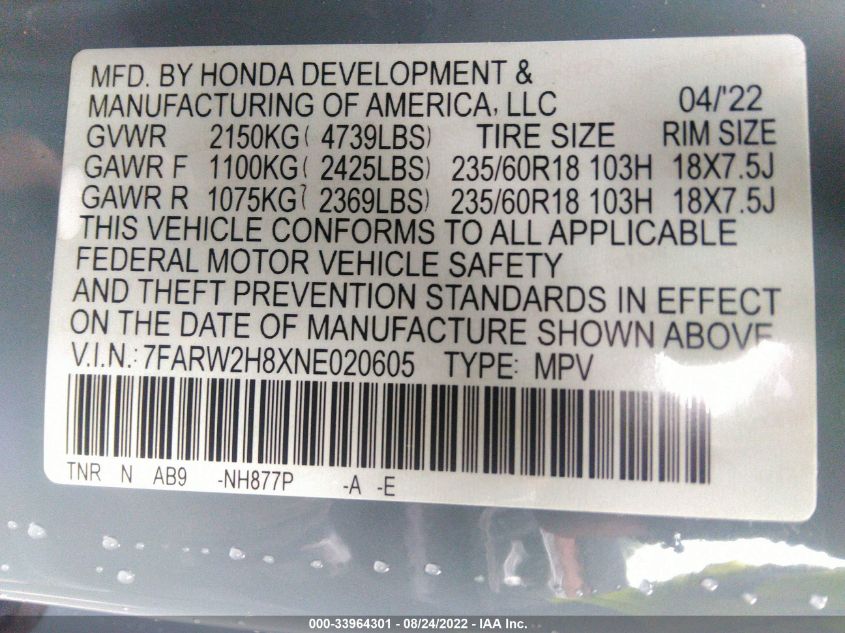 MFD. BY HONDA DEVELOPMENT &
MANUFACTURING OF AMERICA, LLC 04/'22
GVWR 2150KG( 4739LBS) TIRE SIZE RIM SIZE
GAWR F 1100KG( 2425LBS) 235/60R18 103H 18X7.5J
GAWR R 1075KG( 2369LBS) 235/60R18 103H 18X7.5J
THIS VEHICLE CONFORMS TO ALL APPLICABLE
FEDERAL MOTOR VEHICLE SAFETY
AND THEFT PREVENTION STANDARDS IN EFFECT
ON THE DATE OF MANUFACTURE SHOWN ABOVE
V.I.N.: 7FARW2H8XNE020605 TYPE: MPV
TNR N AB9 -NH877P -A -E
000-33964301 - 08/24/2022 - IAA Inc.